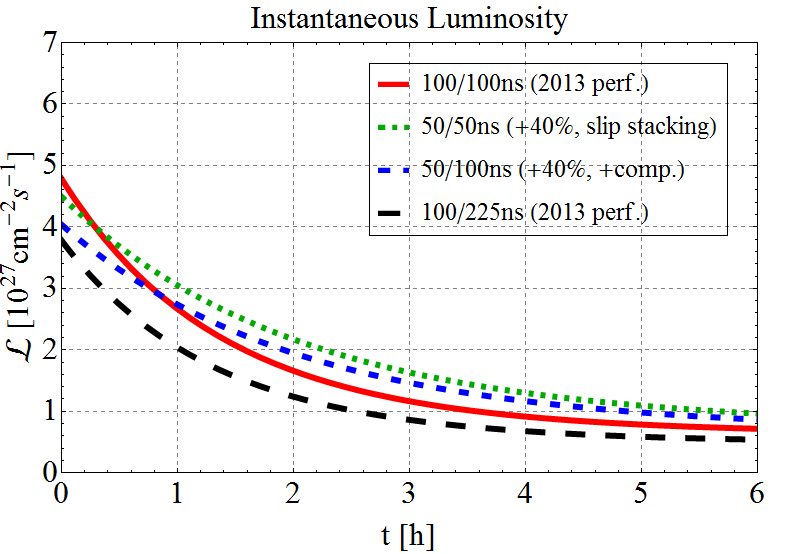 Instantaneous Luminosity
7
6
5
4
3
2
1
0
ℒ [10²⁷cm⁻²s⁻¹]
100/100ns (2013 perf.)
50/50ns (+40%, slip stacking)
50/100ns (+40%, +comp.)
100/225ns (2013 perf.)
0 1 2 3 4 5 6
t [h]